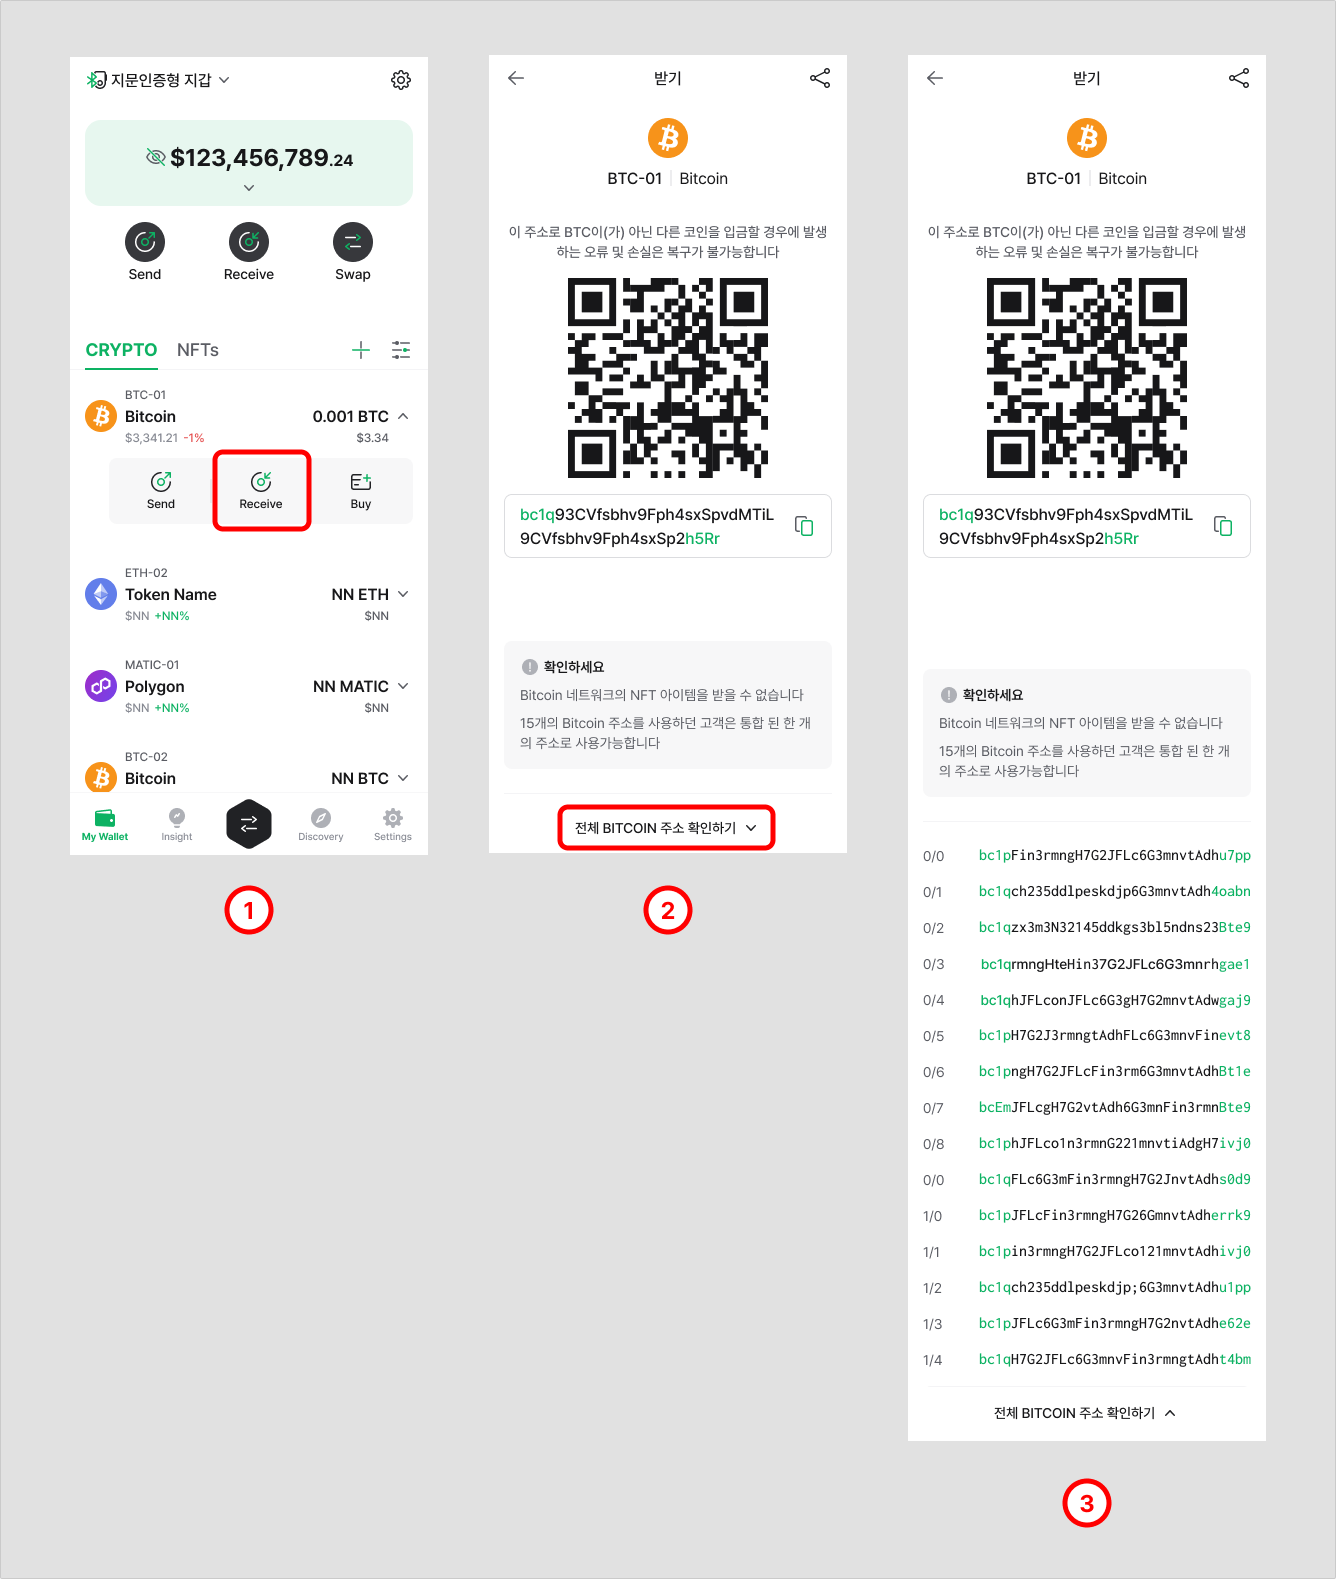 지문인증형 지갑
$123,456,789.24
Send
Receive
Swap
CRYPTO
NFTs
BTC-01
Bitcoin
0.001 BTC
$3,341.21 -1%
$3.34
Send
Receive
Buy
ETH-02
Token Name
NN ETH
$NN +NN%
$NN
MATIC-01
Polygon
NN MATIC
$NN +NN%
$NN
BTC-02
Bitcoin
NN BTC
My Wallet
Insight
Discovery
Settings
1
받기
BTC-01 | Bitcoin
이 주소로 BTC이(가) 아닌 다른 코인을 입금할 경우에 발생
하는 오류 및 손실은 복구가 불가능합니다
bc1q93CVfsbhv9Fph4sxSpvdMTiL
9CVfsbhv9Fph4sxSp2h5Rr
확인하세요
Bitcoin 네트워크의 NFT 아이템을 받을 수 없습니다
15개의 Bitcoin 주소를 사용하던 고객은 통합 된 한 개
의 주소로 사용가능합니다
전체 BITCOIN 주소 확인하기
2
받기
BTC-01 | Bitcoin
이 주소로 BTC이(가) 아닌 다른 코인을 입금할 경우에 발생
하는 오류 및 손실은 복구가 불가능합니다
bc1q93CVfsbhv9Fph4sxSpvdMTiL
9CVfsbhv9Fph4sxSp2h5Rr
확인하세요
Bitcoin 네트워크의 NFT 아이템을 받을 수 없습니다
15개의 Bitcoin 주소를 사용하던 고객은 통합 된 한 개
의 주소로 사용가능합니다
0/0 bc1pFin3rmngH7G2JFLc6G3mnvtAdhu7pp
0/1 bc1qch235ddlpeskdjp6G3mnvtAdh4oabn
0/2 bc1qzx3m3N32145ddkgs3bl5ndns23Bte9
0/3 bc1qrmngHteHin37G2JFLc6G3mnrhgae1
0/4 bc1qhJFLconJFLc6G3gH7G2mnvtAdwgaj9
0/5 bc1pH7G2J3rmngtAdhFLc6G3mnvFinevt8
0/6 bc1pngH7G2JFLcFin3rm6G3mnvtAdhBt1e
0/7 bcEmJFLcgH7G2vtAdh6G3mnFin3rmnBte9
0/8 bc1phJFLco1n3rmnG221mnvtiAdgH7ivj0
0/0 bc1qFLc6G3mFin3rmngH7G2JnvtAdhs0d9
1/0 bc1pJFLcFin3rmngH7G26GmnvtAdherrk9
1/1 bc1pin3rmngH7G2JFLco121mnvtAdhivj0
1/2 bc1qch235ddlpeskdjp;6G3mnvtAdhu1pp
1/3 bc1pJFLc6G3mFin3rmngH7G2nvtAdhe62e
1/4 bc1qH7G2JFLc6G3mnvFin3rmngtAdht4bm
전체 BITCOIN 주소 확인하기
3